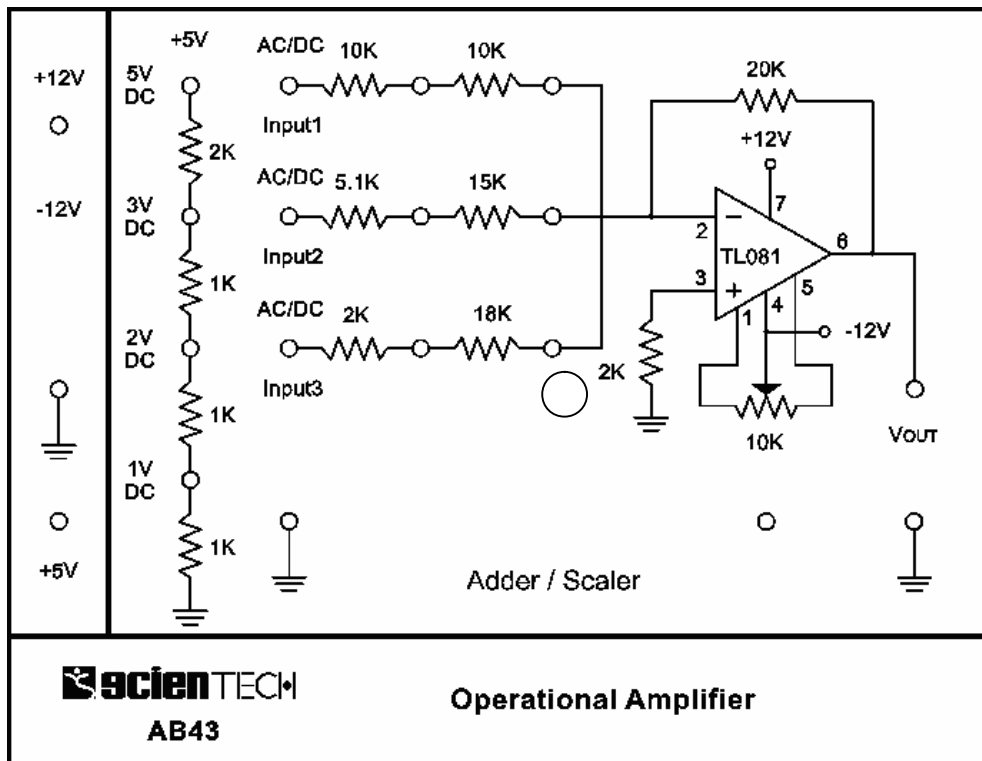 +12V
-12V
+5V
+5V
5V
DC
2K
3V
DC
1K
2V
DC
1K
1V
DC
1K
AC/DC
10K
10K
Input1
AC/DC
5.1K
15K
Input2
AC/DC
2K
18K
Input3
20K
+12V
7
2
−
TL081
6
3
+
1
4
5
-12V
2K
10K
VOUT
Adder / Scaler
scienTECH
AB43
Operational Amplifier